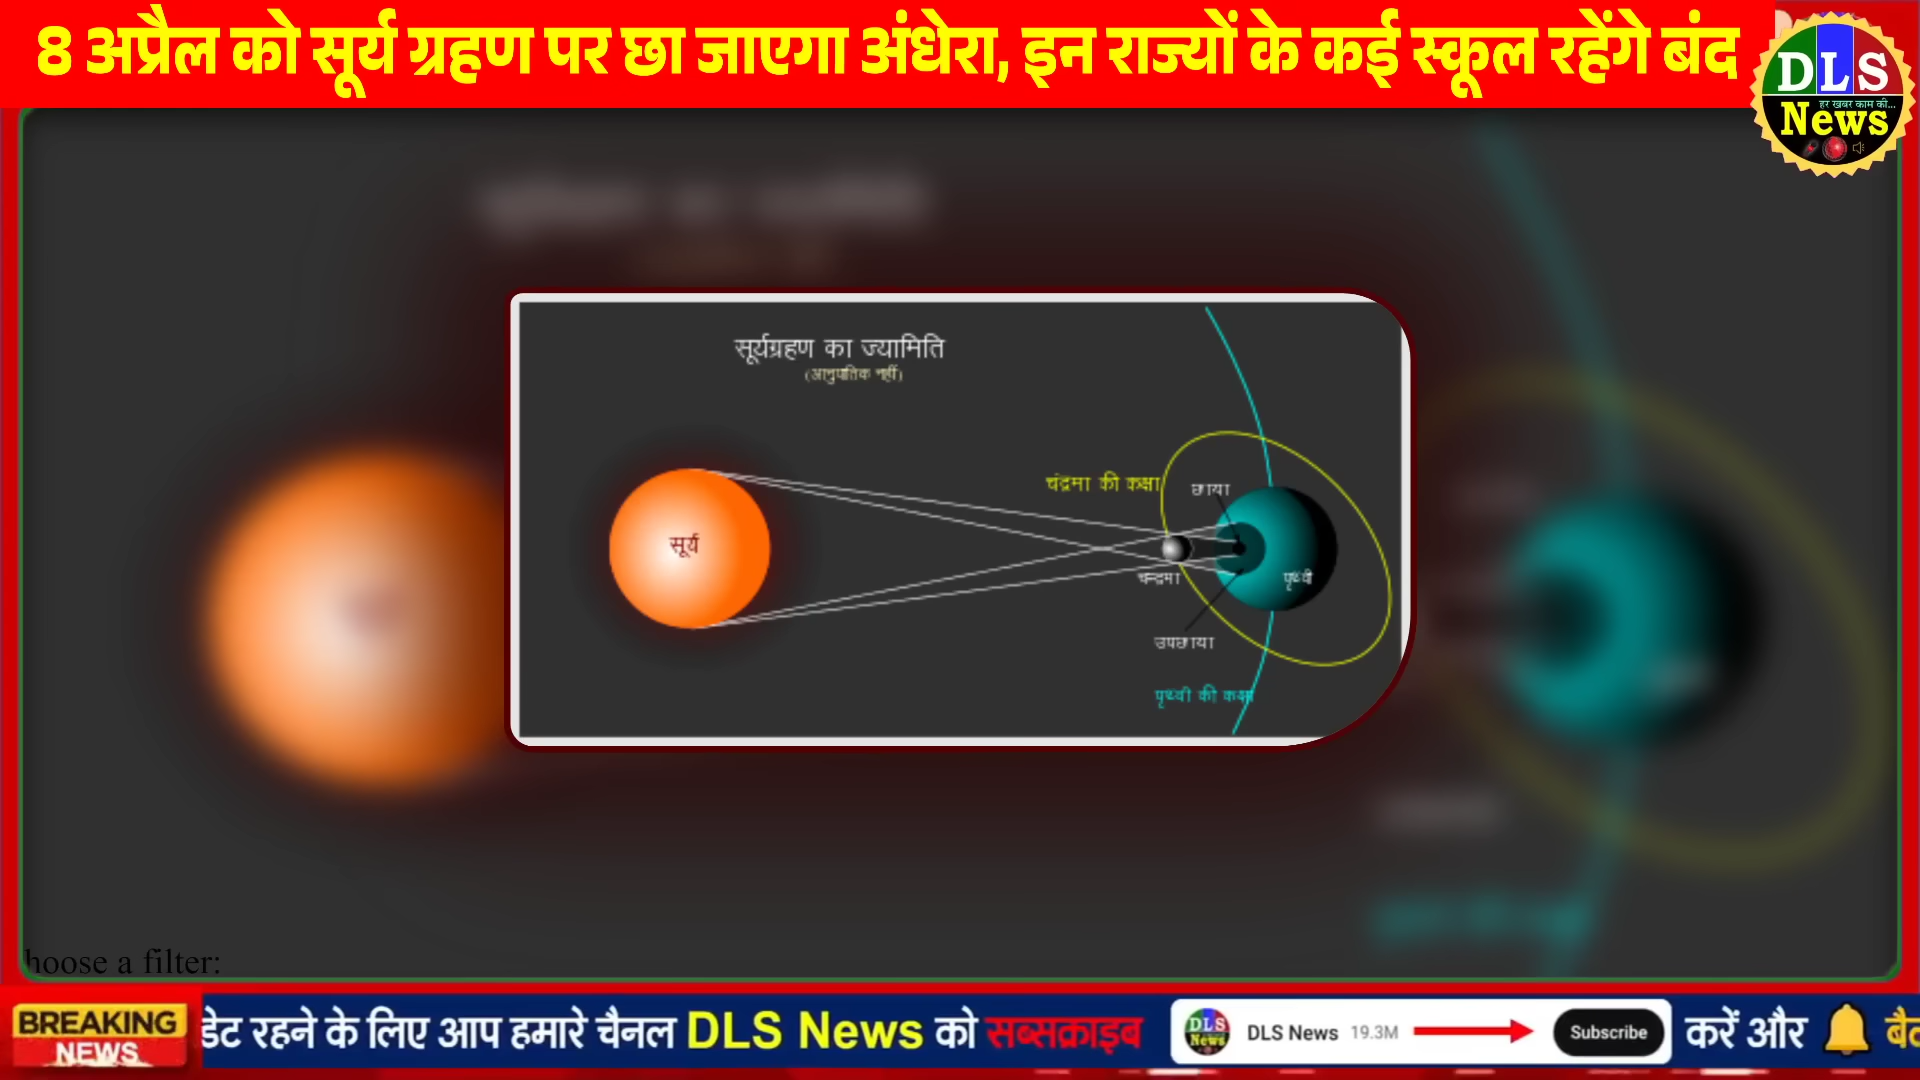 8 अप्रैल को सूर्य ग्रहण पर छा जाएगा अंधेरा, इन राज्यों के कई स्कूल रहेंगे बंद
DLS
हर खबर काम की...
News
सूर्यग्रहण का ज्यामिति
(आनुपातिक नहीं)
चंद्रमा की कक्षा
छाया
सूर्य
चन्द्रमा
पृथ्वी
उपछाया
पृथ्वी की कक्षा
hoose a filter:
BREAKING
NEWS
डेट रहने के लिए आप हमारे चैनल DLS News को सब्सक्राइब
DLS
News
DLS News 19.3M
Subscribe
करें और